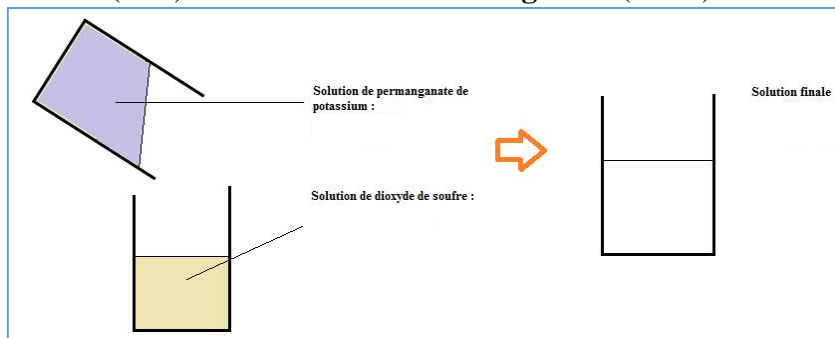 Solution de permanganate de
potassium :
Solution de dioxyde de soufre :
Solution finale